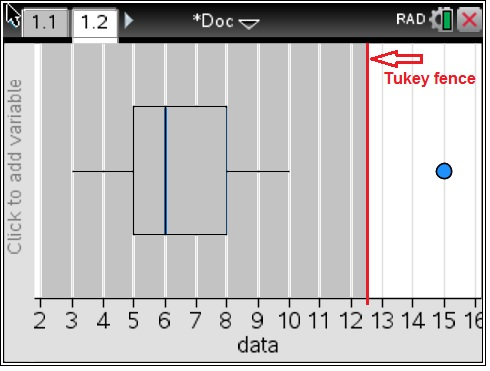 1.1 1.2 *Doc RAD
Tukey fence
Click to add variable
2 3 4 5 6 7 8 9 10 11 12 13 14 15 16
data